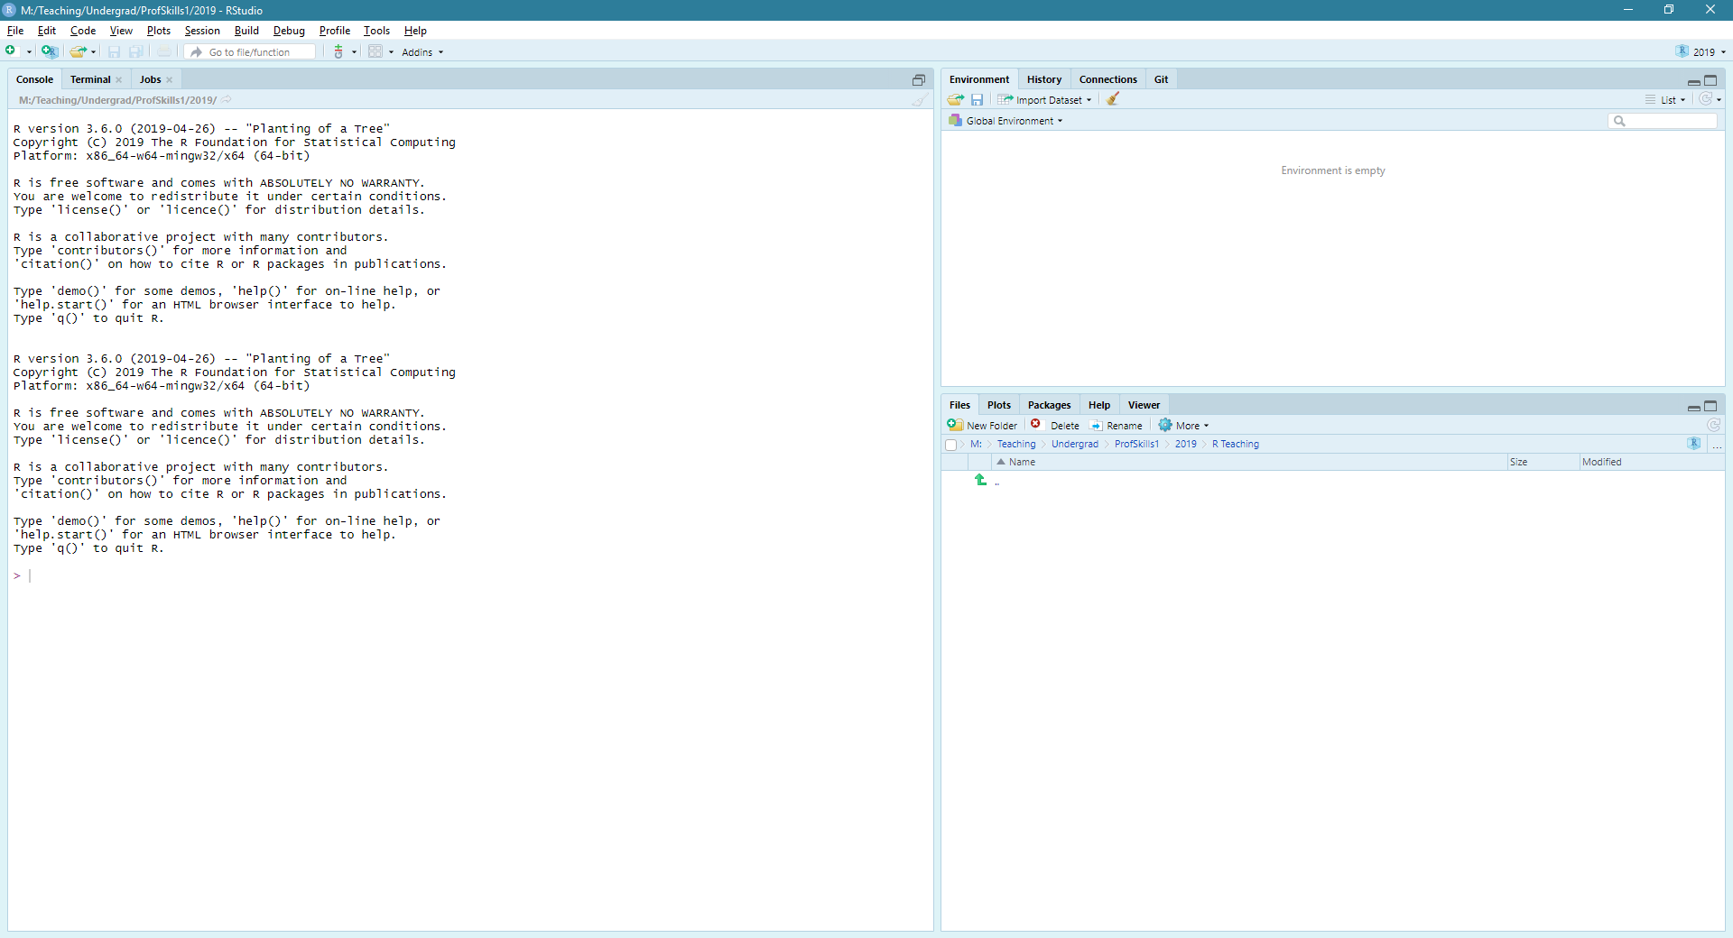 M:/Teaching/Undergrad/ProfSkills1/2019 - RStudio
File Edit Code View Plots Session Build Debug Profile Tools Help
Go to file/function Addins 2019
Console Terminal Jobs
M:/Teaching/Undergrad/ProfSkills1/2019/
R version 3.6.0 (2019-04-26) -- "Planting of a Tree"
Copyright (C) 2019 The R Foundation for Statistical Computing
Platform: x86_64-w64-mingw32/x64 (64-bit)
R is free software and comes with ABSOLUTELY NO WARRANTY.
You are welcome to redistribute it under certain conditions.
Type 'license()' or 'licence()' for distribution details.
R is a collaborative project with many contributors.
Type 'contributors()' for more information and
'citation()' on how to cite R or R packages in publications.
Type 'demo()' for some demos, 'help()' for on-line help, or
'help.start()' for an HTML browser interface to help.
Type 'q()' to quit R.
R version 3.6.0 (2019-04-26) -- "Planting of a Tree"
Copyright (C) 2019 The R Foundation for Statistical Computing
Platform: x86_64-w64-mingw32/x64 (64-bit)
R is free software and comes with ABSOLUTELY NO WARRANTY.
You are welcome to redistribute it under certain conditions.
Type 'license()' or 'licence()' for distribution details.
R is a collaborative project with many contributors.
Type 'contributors()' for more information and
'citation()' on how to cite R or R packages in publications.
Type 'demo()' for some demos, 'help()' for on-line help, or
'help.start()' for an HTML browser interface to help.
Type 'q()' to quit R.
>
Environment History Connections Git
Import Dataset List
Global Environment
Environment is empty
Files Plots Packages Help Viewer
New Folder Delete Rename More
M: Teaching Undergrad ProfSkills1 2019 R Teaching ...
Name Size Modified
..